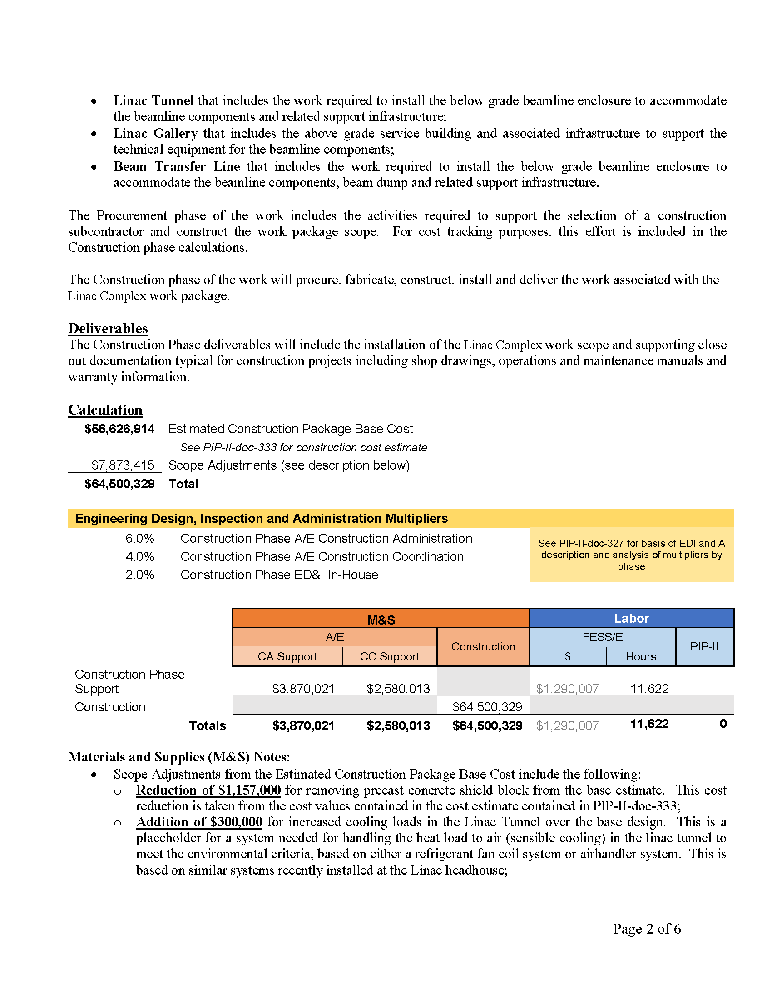 • Linac Tunnel that includes the work required to install the below grade beamline enclosure to accommodate
the beamline components and related support infrastructure;
• Linac Gallery that includes the above grade service building and associated infrastructure to support the
technical equipment for the beamline components;
• Beam Transfer Line that includes the work required to install the below grade beamline enclosure to
accommodate the beamline components, beam dump and related support infrastructure.
The Procurement phase of the work includes the activities required to support the selection of a construction
subcontractor and construct the work package scope. For cost tracking purposes, this effort is included in the
Construction phase calculations.
The Construction phase of the work will procure, fabricate, construct, install and deliver the work associated with the
Linac Complex work package.
Deliverables
The Construction Phase deliverables will include the installation of the Linac Complex work scope and supporting close
out documentation typical for construction projects including shop drawings, operations and maintenance manuals and
warranty information.
Calculation
$56,626,914 Estimated Construction Package Base Cost
See PIP-II-doc-333 for construction cost estimate
$7,873,415 Scope Adjustments (see description below)
$64,500,329 Total
Engineering Design, Inspection and Administration Multipliers
6.0% Construction Phase A/E Construction Administration
4.0% Construction Phase A/E Construction Coordination
2.0% Construction Phase ED&I In-House
See PIP-II-doc-327 for basis of EDI and A
description and analysis of multipliers by
phase
M&S Labor
A/E Construction FESS/E PIP-II
CA Support CC Support $ Hours
Construction Phase
Support $3,870,021 $2,580,013 $1,290,007 11,622 -
Construction $64,500,329
Totals $3,870,021 $2,580,013 $64,500,329 $1,290,007 11,622 0
Materials and Supplies (M&S) Notes:
• Scope Adjustments from the Estimated Construction Package Base Cost include the following:
o Reduction of $1,157,000 for removing precast concrete shield block from the base estimate. This cost
reduction is taken from the cost values contained in the cost estimate contained in PIP-II-doc-333;
o Addition of $300,000 for increased cooling loads in the Linac Tunnel over the base design. This is a
placeholder for a system needed for handling the heat load to air (sensible cooling) in the linac tunnel to
meet the environmental criteria, based on either a refrigerant fan coil system or airhandler system. This is
based on similar systems recently installed at the Linac headhouse;
Page 2 of 6